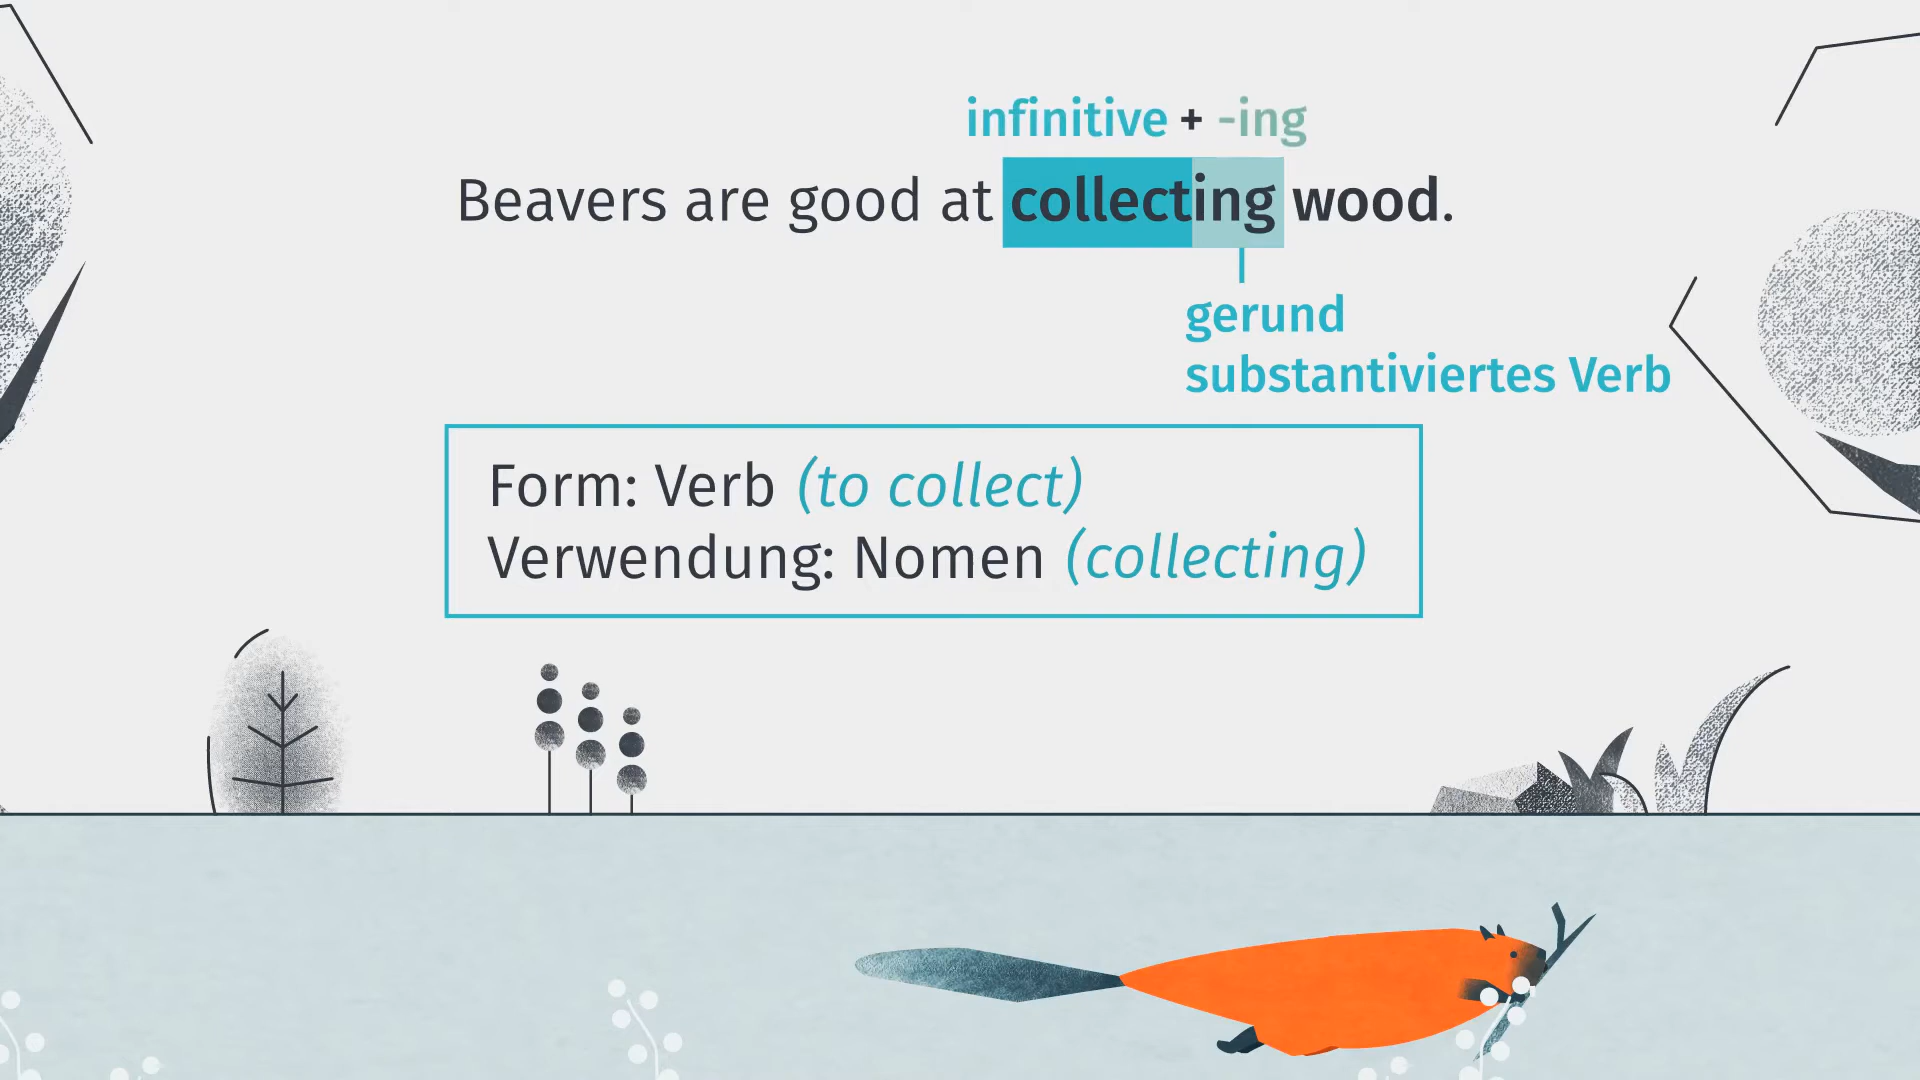 infinitive + -ing
Beavers are good at collecting wood.
gerund
substantiviertes Verb
Form: Verb (to collect)
Verwendung: Nomen (collecting)